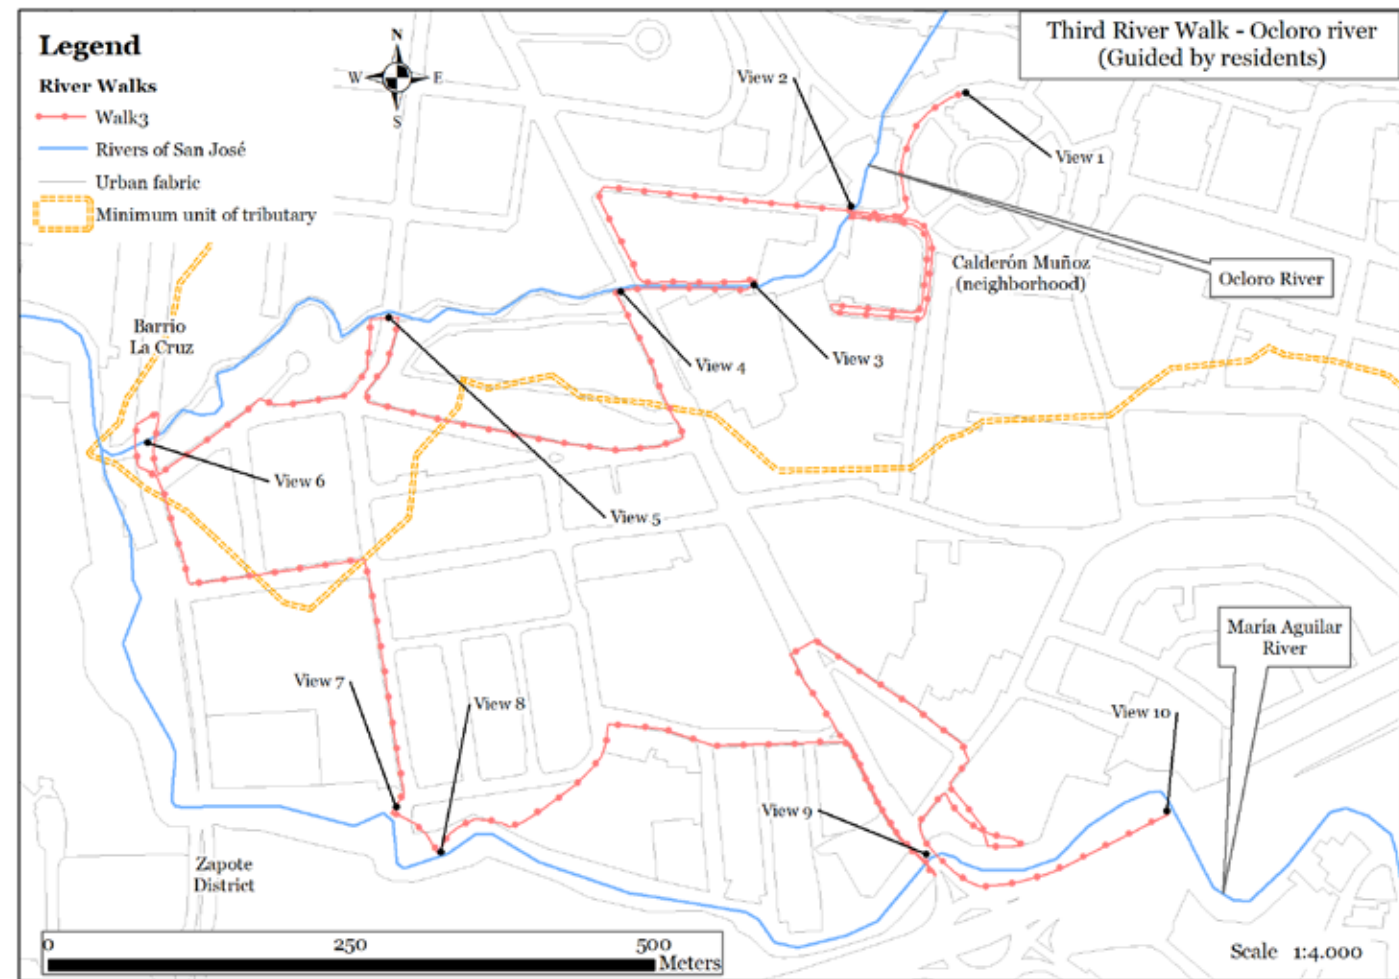 Legend
River Walks
Walk3
Rivers of San José
Urban fabric
Minimum unit of tributary
N
W E
S
Third River Walk - Ocloro river
(Guided by residents)
View 2
View 1
Calderón Muñoz
(neighborhood)
Ocloro River
Barrio
La Cruz
View 4
View 3
View 6
View 5
María Aguilar
River
View 7
View 8
View 10
View 9
Zapote
District
0 250 500
Meters
Scale 1:4.000